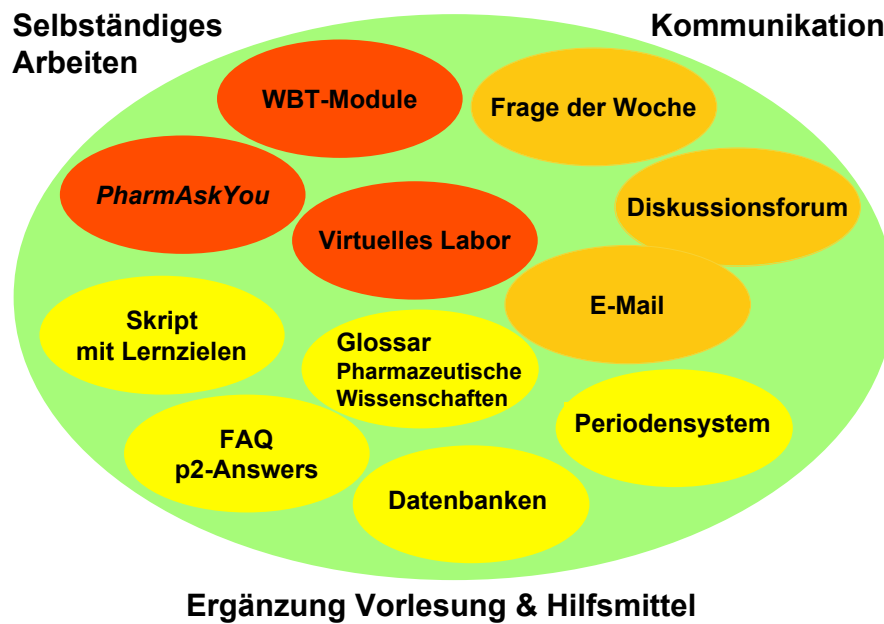 Selbständiges
Arbeiten
Kommunikation
WBT-Module
Frage der Woche
PharmAskYou
Diskussionsforum
Virtuelles Labor
E-Mail
Skript
mit Lernzielen
Glossar
Pharmazeutische
Wissenschaften
Periodensystem
FAQ
p2-Answers
Datenbanken
Ergänzung Vorlesung & Hilfsmittel